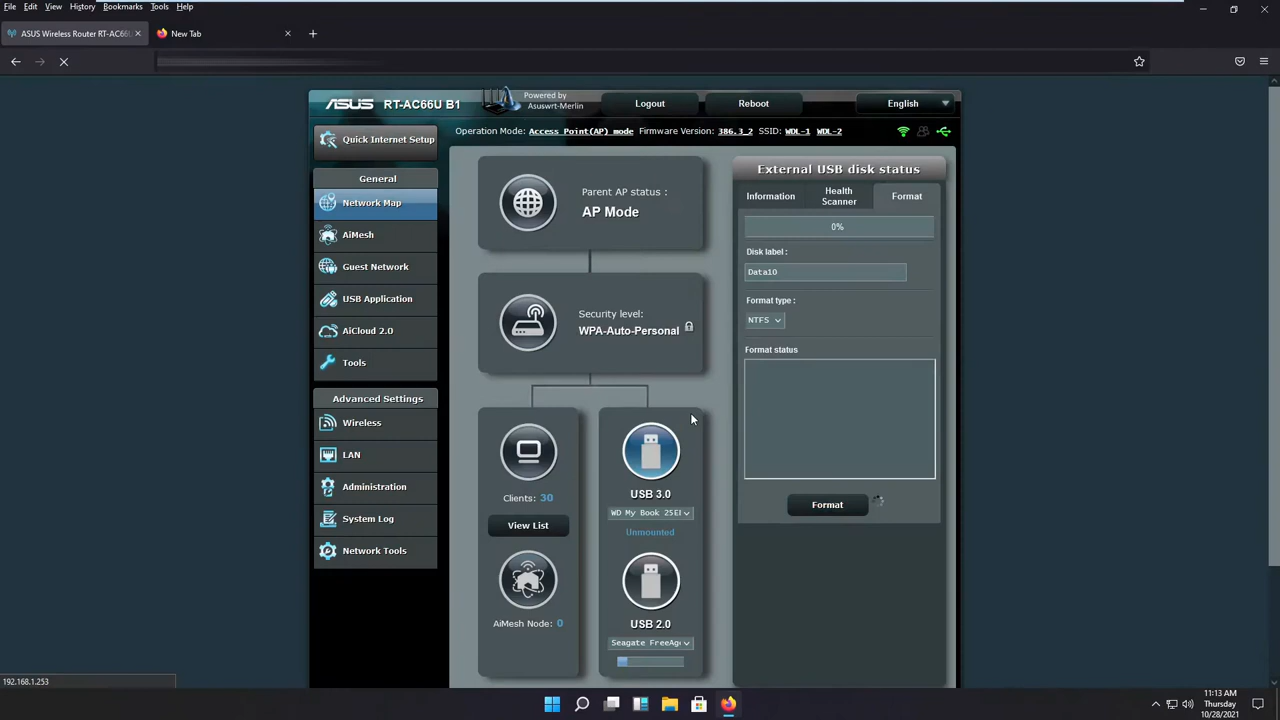 File Edit View History Bookmarks Tools Help
ASUS Wireless Router RT-AC66U
New Tab
ASUS RT-AC66U B1
Powered by
Asuswrt-Merlin
Logout
Reboot
English
Quick Internet Setup
Operation Mode: Access Point(AP) mode Firmware Version: 386.3_2 SSID: WDL-1 WDL-2
General
Network Map
AiMesh
Guest Network
USB Application
AiCloud 2.0
Tools
Advanced Settings
Wireless
LAN
Administration
System Log
Network Tools
Parent AP status :
AP Mode
Security level:
WPA-Auto-Personal
Clients: 30
View List
AiMesh Node: 0
USB 3.0
WD My Book 25E
Unmounted
USB 2.0
Seagate FreeAg
External USB disk status
Information
Health
Scanner
Format
0%
Disk label :
Data10
Format type :
NTFS
Format status
Format
192.168.1.253
11:13 AM
Thursday
10/28/2021